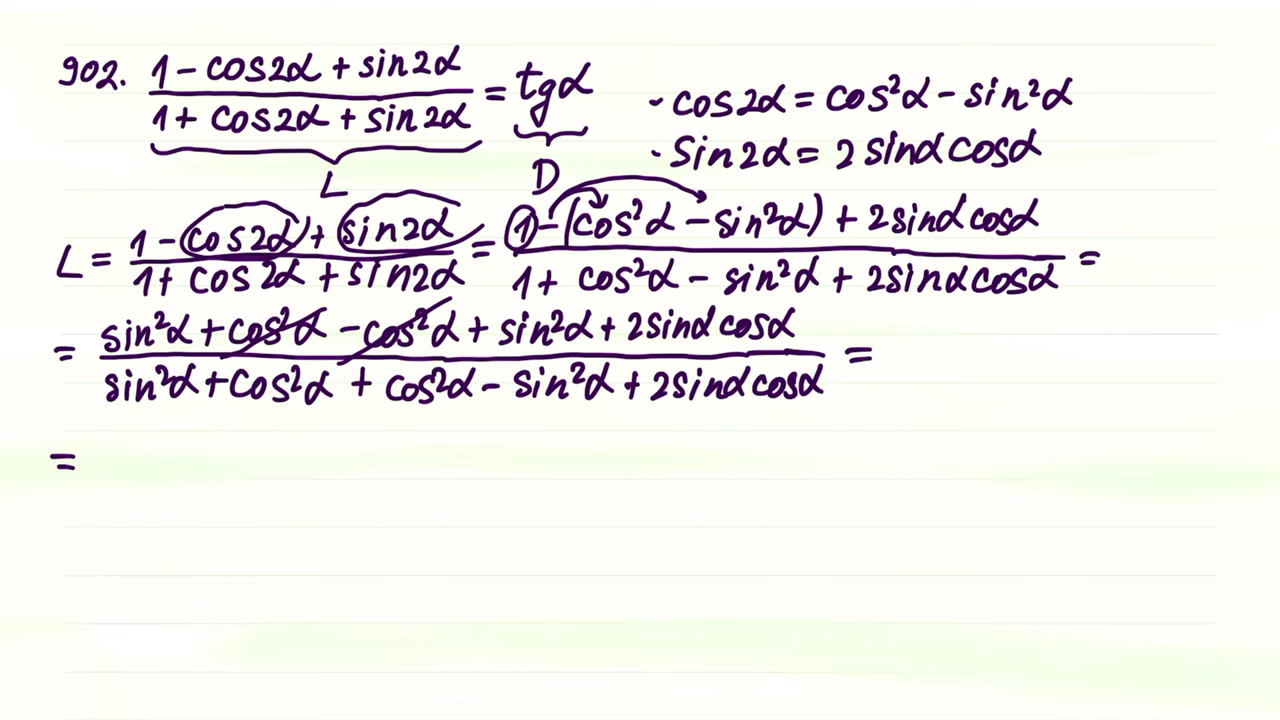 902. (1 - cos2α + sin2α)/(1 + cos2α + sin2α) = tgα
L D
· cos2α = cos²α - sin²α
· Sin2α = 2 sinα cosα
L = (1 - cos2α + sin2α)/(1 + cos2α + sin2α) = (1 - (cos²α - sin²α) + 2sinα cosα)/(1 + cos²α - sin²α + 2sinα cosα) =
= (sin²α + cos²α - cos²α + sin²α + 2sinα cosα)/(sin²α + cos²α + cos²α - sin²α + 2sinα cosα) =
=